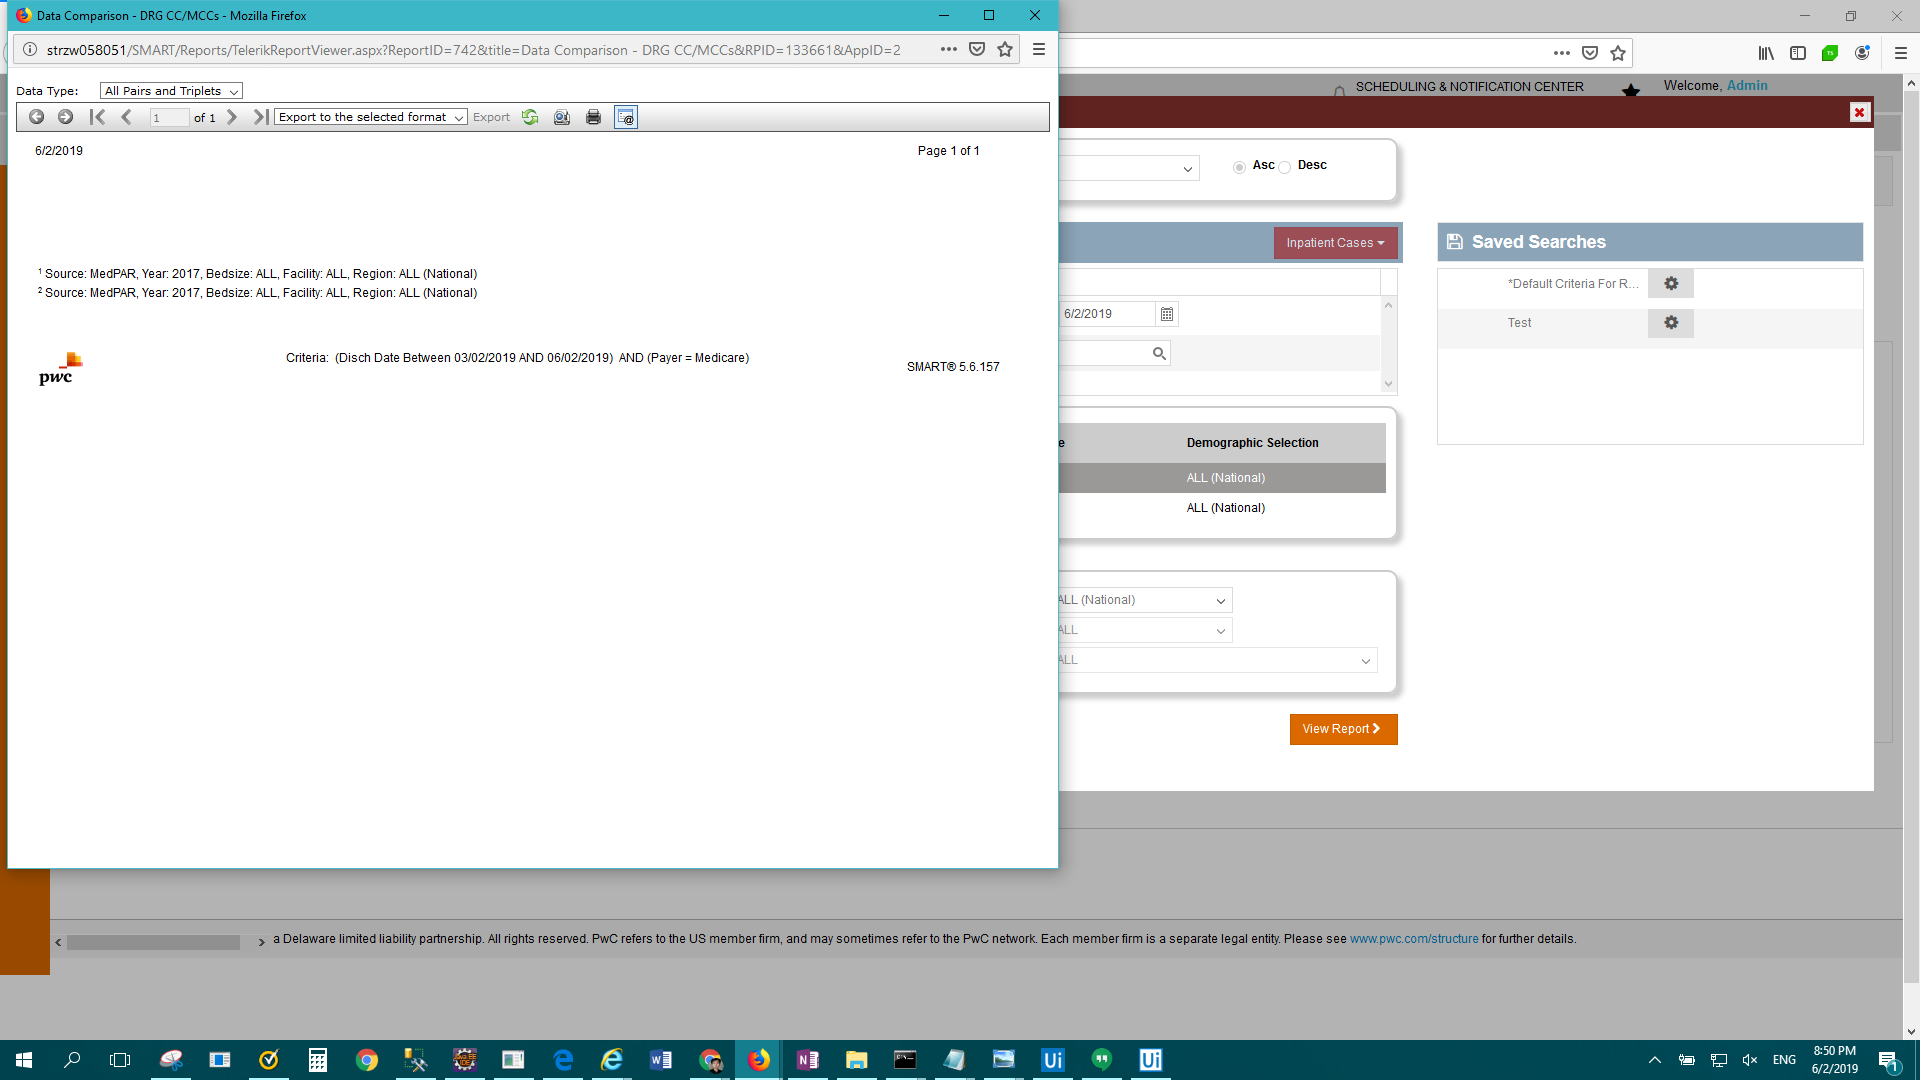 Data Comparison - DRG CC/MCCs - Mozilla Firefox
strzw058051/SMART/Reports/TelerikReportViewer.aspx?ReportID=742&title=Data Comparison - DRG CC/MCCs&RPID=133661&AppID=2
Data Type: All Pairs and Triplets
1 of 1 Export to the selected format Export
6/2/2019 Page 1 of 1
1 Source: MedPAR, Year: 2017, Bedsize: ALL, Facility: ALL, Region: ALL (National)
2 Source: MedPAR, Year: 2017, Bedsize: ALL, Facility: ALL, Region: ALL (National)
pwc
Criteria: (Disch Date Between 03/02/2019 AND 06/02/2019) AND (Payer = Medicare)
SMART® 5.6.157
SCHEDULING & NOTIFICATION CENTER
Welcome, Admin
Asc Desc
Inpatient Cases
Saved Searches
*Default Criteria For R...
Test
6/2/2019
e Demographic Selection
ALL (National)
ALL (National)
ALL (National)
ALL
ALL
View Report
a Delaware limited liability partnership. All rights reserved. PwC refers to the US member firm, and may sometimes refer to the PwC network. Each member firm is a separate legal entity. Please see www.pwc.com/structure for further details.
ENG
8:50 PM
6/2/2019
1